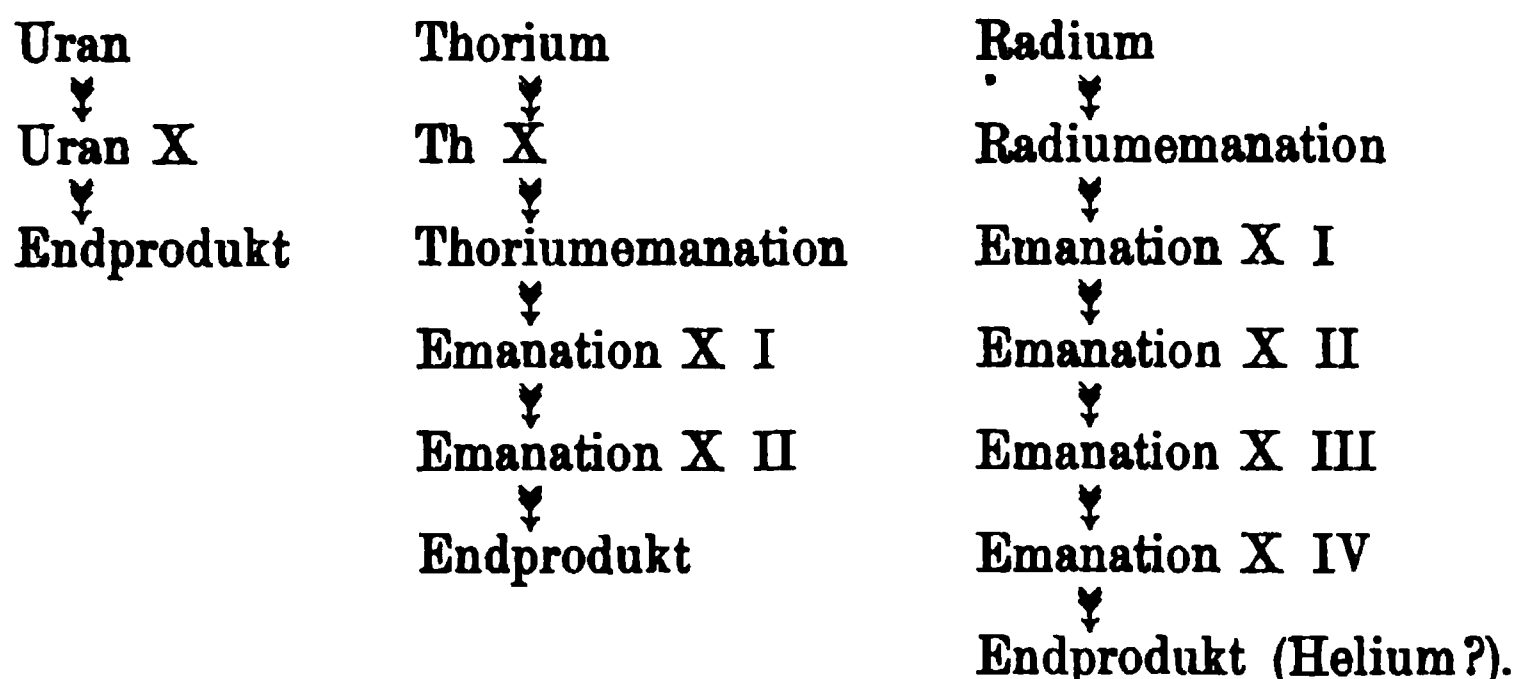 Uran
Uran X
Endprodukt
Thorium
Th X
Thoriumemanation
Emanation X I
Emanation X II
Endprodukt
Radium
Radiumemanation
Emanation X I
Emanation X II
Emanation X III
Emanation X IV
Endprodukt (Helium?).